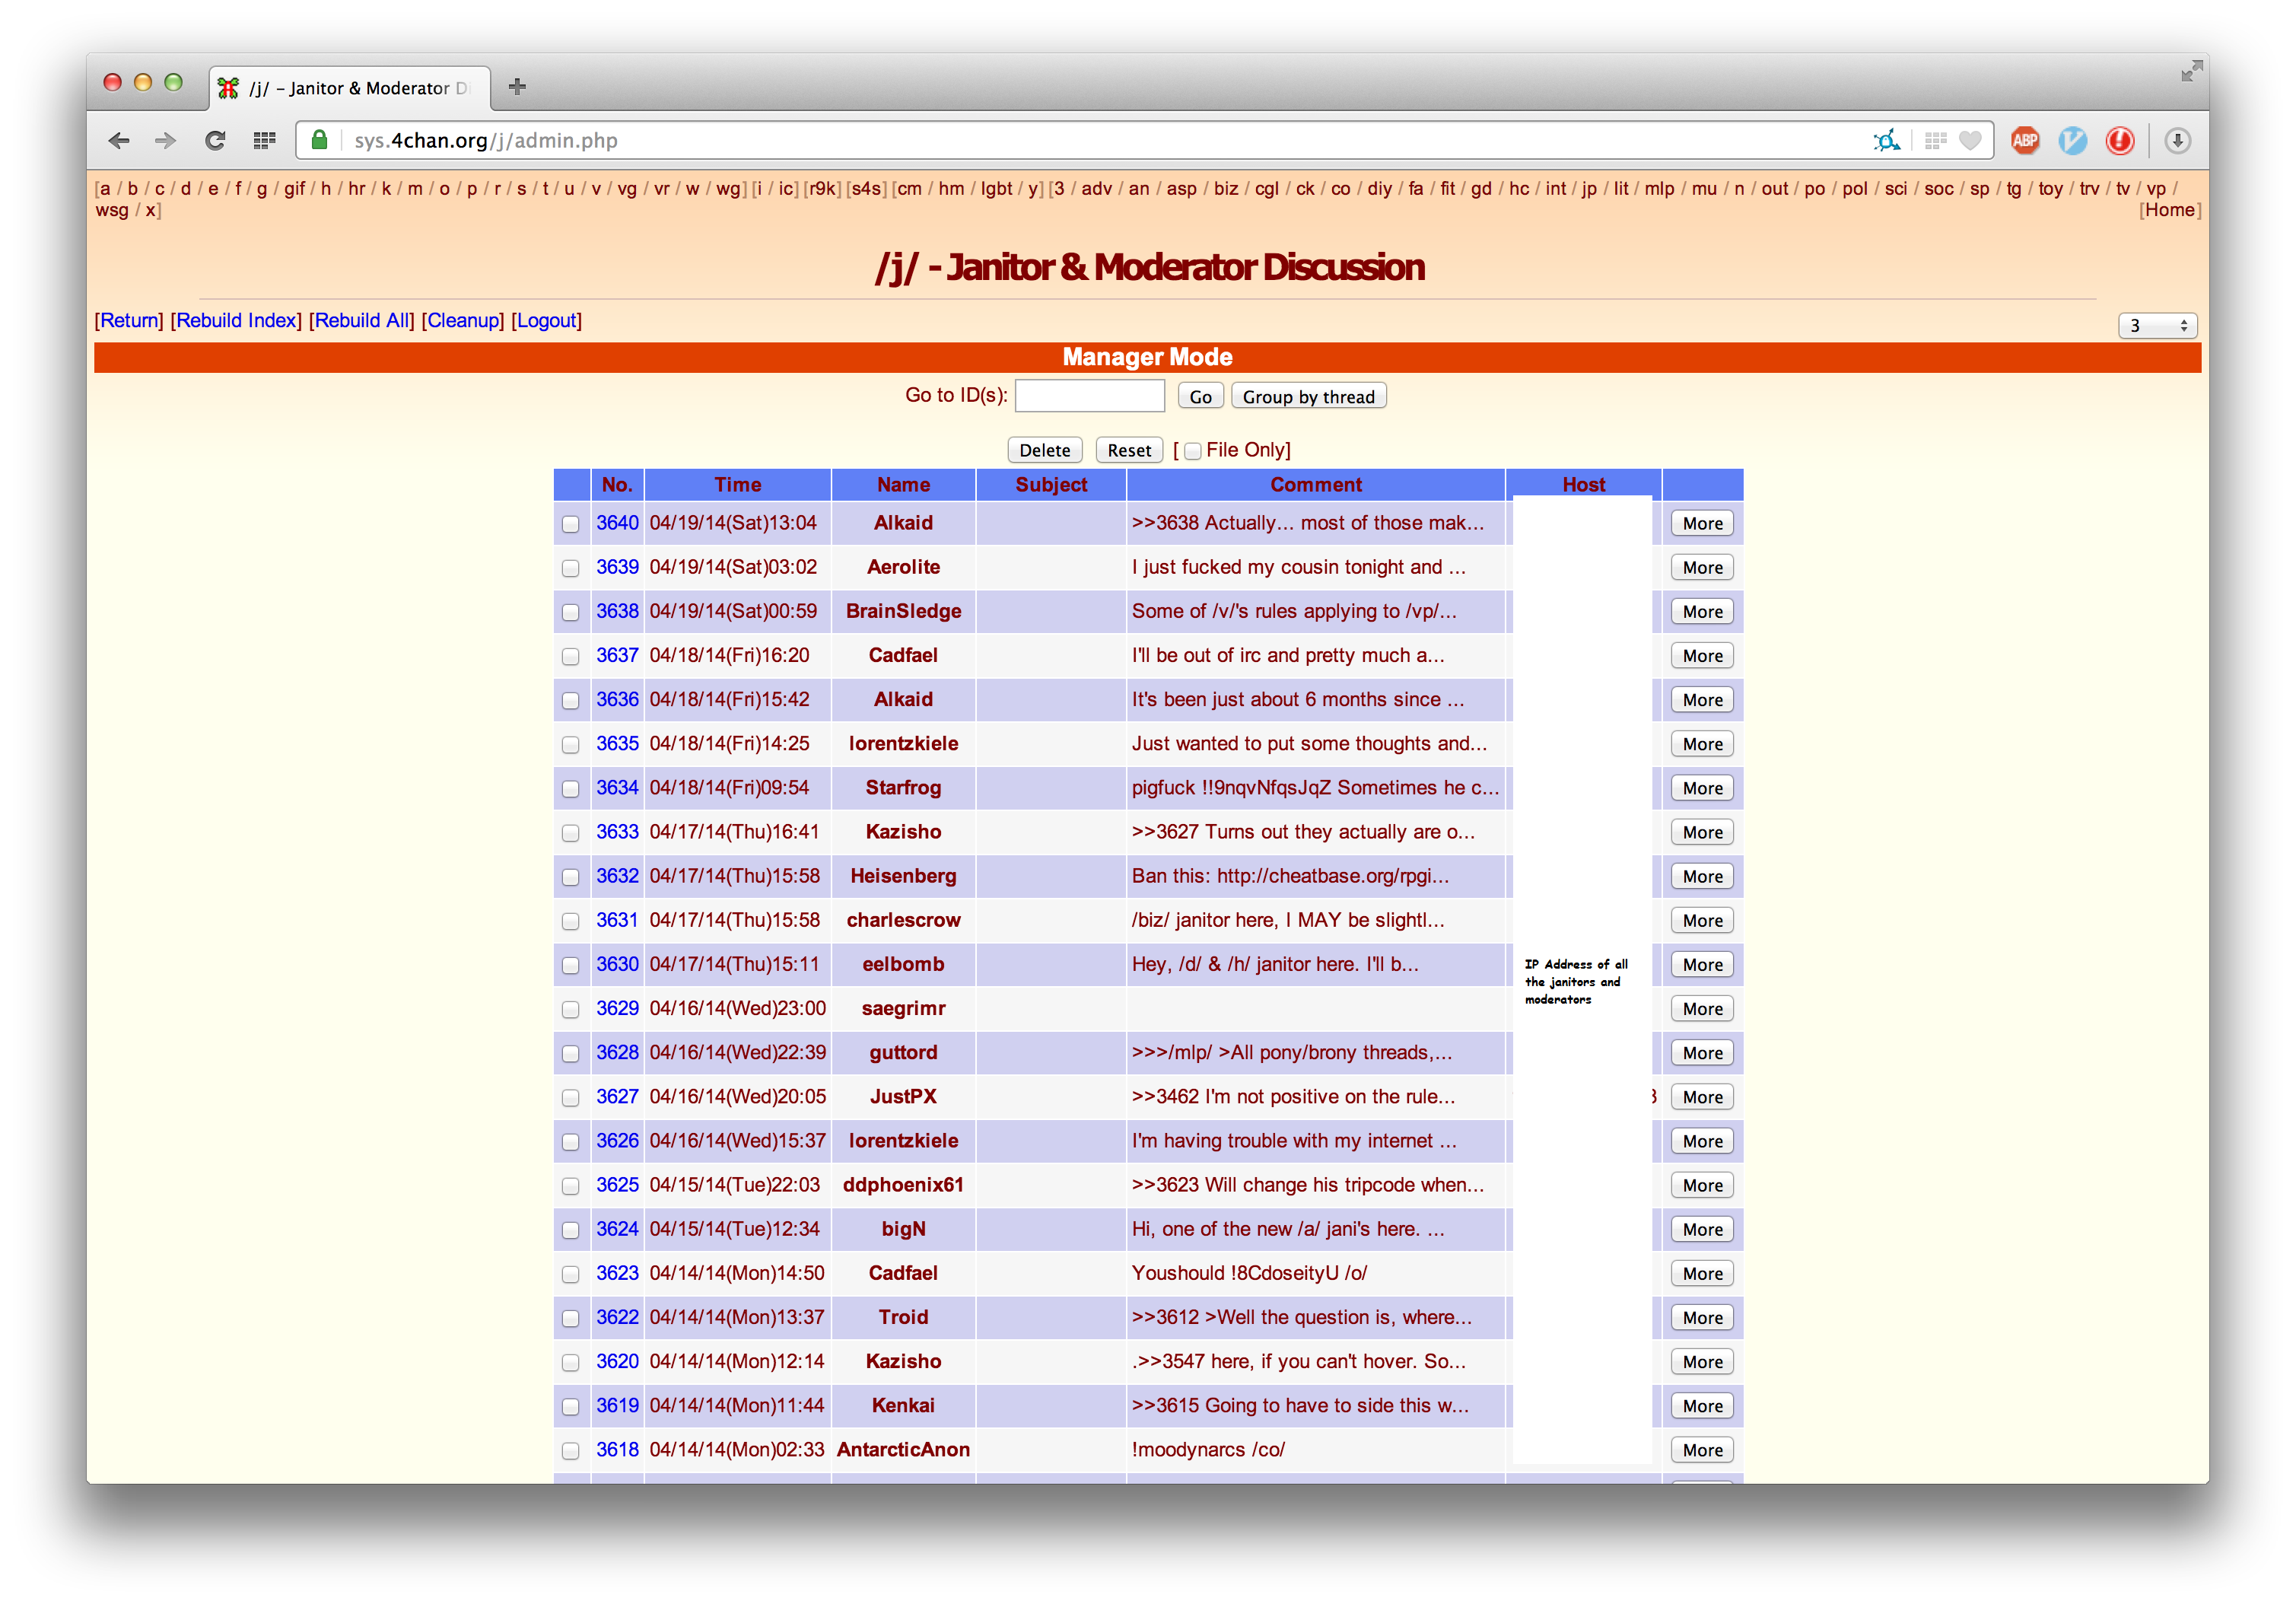 /j/ – Janitor & Moderator D
sys.4chan.org/j/admin.php
ABP
[a / b / c / d / e / f / g / gif / h / hr / k / m / o / p / r / s / t / u / v / vg / vr / w / wg] [i / ic] [r9k] [s4s] [cm / hm / lgbt / y] [3 / adv / an / asp / biz / cgl / ck / co / diy / fa / fit / gd / hc / int / jp / lit / mlp / mu / n / out / po / pol / sci / soc / sp / tg / toy / trv / tv / vp /
wsg / x] [Home]
/j/ - Janitor & Moderator Discussion
[Return] [Rebuild Index] [Rebuild All] [Cleanup] [Logout] 3
Manager Mode
Go to ID(s): Go Group by thread
Delete Reset [ File Only]
No. Time Name Subject Comment Host
3640 04/19/14(Sat)13:04 Alkaid >>3638 Actually... most of those mak... More
3639 04/19/14(Sat)03:02 Aerolite I just fucked my cousin tonight and ... More
3638 04/19/14(Sat)00:59 BrainSledge Some of /v/'s rules applying to /vp/... More
3637 04/18/14(Fri)16:20 Cadfael I'll be out of irc and pretty much a... More
3636 04/18/14(Fri)15:42 Alkaid It's been just about 6 months since ... More
3635 04/18/14(Fri)14:25 lorentzkiele Just wanted to put some thoughts and... More
3634 04/18/14(Fri)09:54 Starfrog pigfuck !!9nqvNfqsJqZ Sometimes he c... More
3633 04/17/14(Thu)16:41 Kazisho >>3627 Turns out they actually are o... More
3632 04/17/14(Thu)15:58 Heisenberg Ban this: http://cheatbase.org/rpgi... More
3631 04/17/14(Thu)15:58 charlescrow /biz/ janitor here, I MAY be slightl... More
3630 04/17/14(Thu)15:11 eelbomb Hey, /d/ & /h/ janitor here. I'll b... More
IP Address of all
the janitors and
moderators
3629 04/16/14(Wed)23:00 saegrimr More
3628 04/16/14(Wed)22:39 guttord >>>/mlp/ >All pony/brony threads,... More
3627 04/16/14(Wed)20:05 JustPX >>3462 I'm not positive on the rule... 3 More
3626 04/16/14(Wed)15:37 lorentzkiele I'm having trouble with my internet ... More
3625 04/15/14(Tue)22:03 ddphoenix61 >>3623 Will change his tripcode when... More
3624 04/15/14(Tue)12:34 bigN Hi, one of the new /a/ jani's here. ... More
3623 04/14/14(Mon)14:50 Cadfael Youshould !8CdoseityU /o/ More
3622 04/14/14(Mon)13:37 Troid >>3612 >Well the question is, where... More
3620 04/14/14(Mon)12:14 Kazisho .>>3547 here, if you can't hover. So... More
3619 04/14/14(Mon)11:44 Kenkai >>3615 Going to have to side this w... More
3618 04/14/14(Mon)02:33 AntarcticAnon !moodynarcs /co/ More